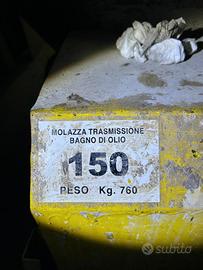 MOLAZZA TRASMISSIONE
BAGNO DI OLIO
150
PESO Kg. 760
subito